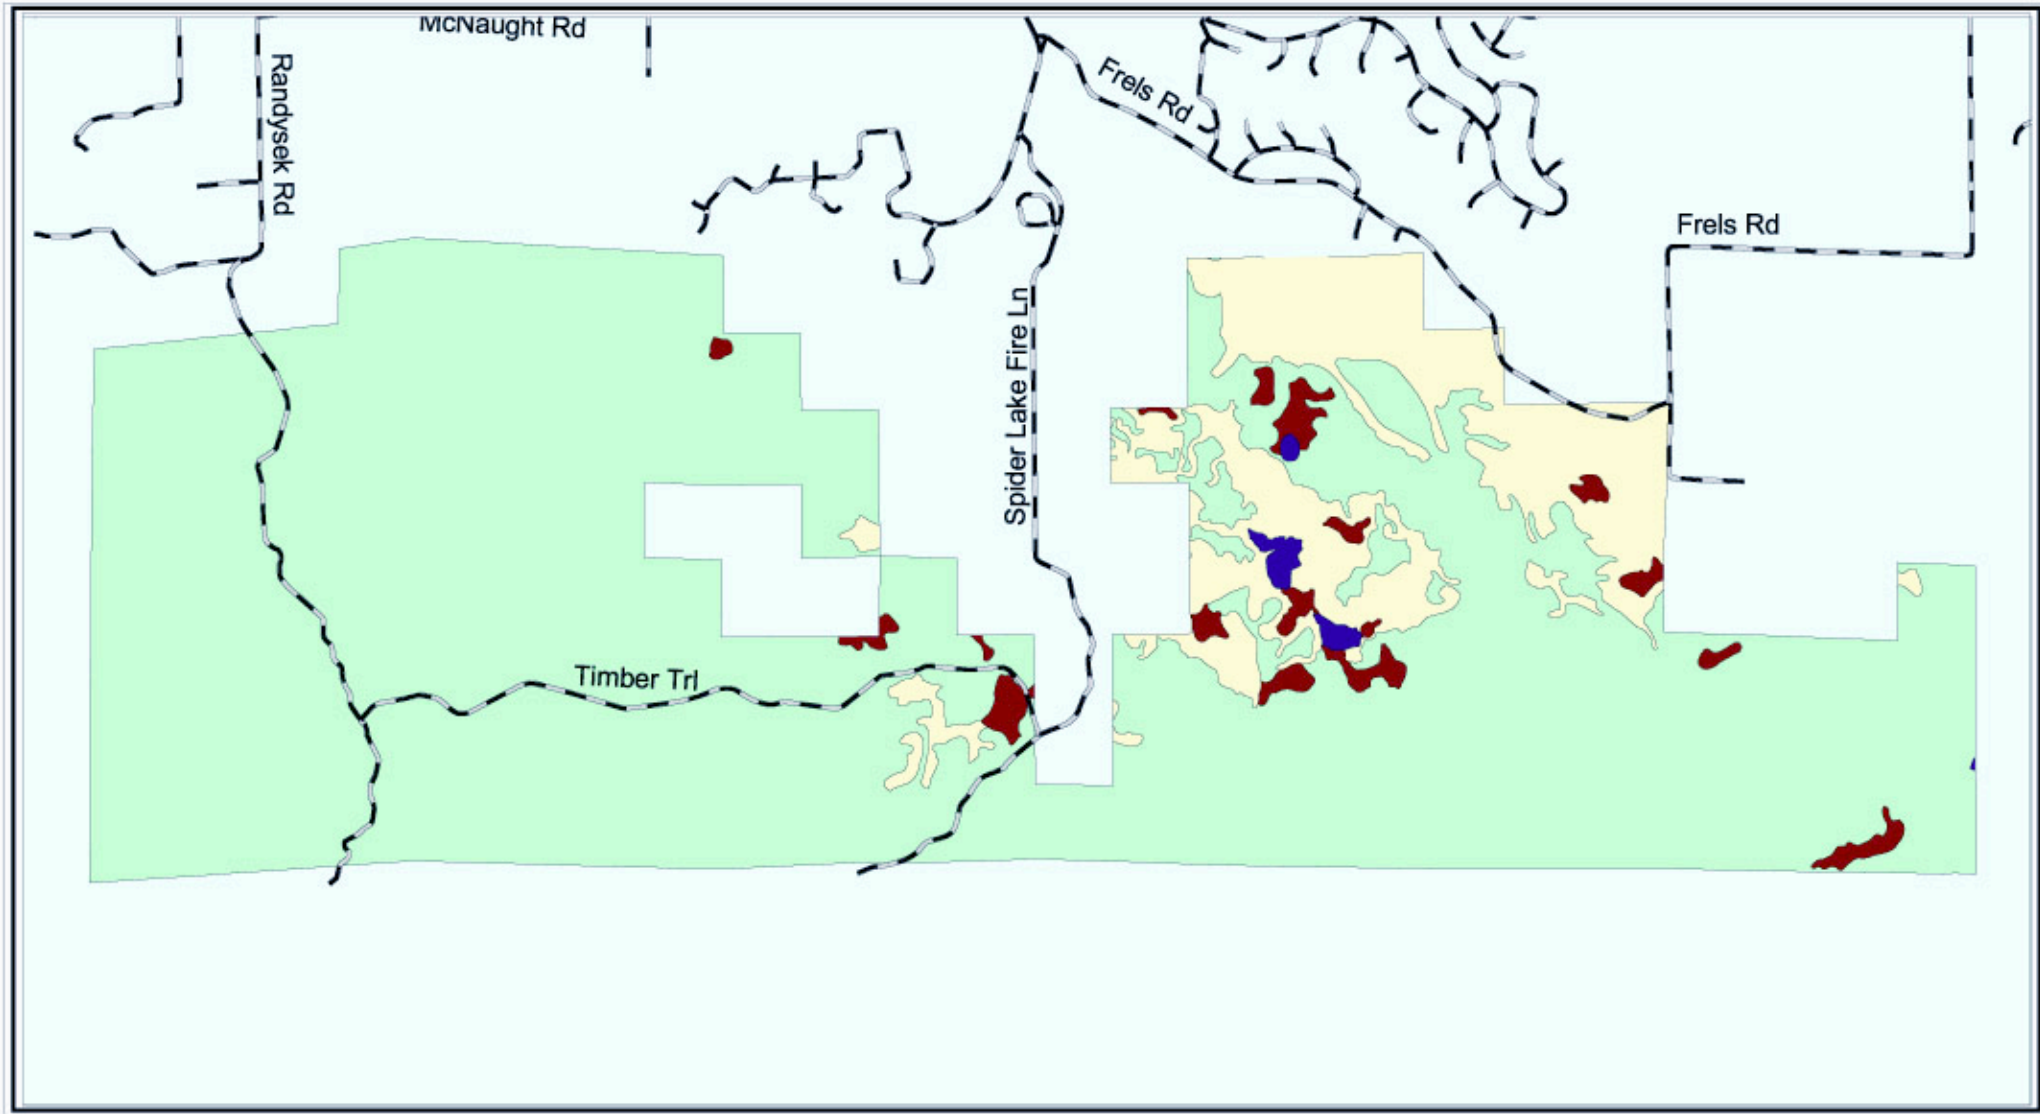 McNaught Rd
Randysek Rd
Frels Rd
Frels Rd
Spider Lake Fire Ln
Timber Trl